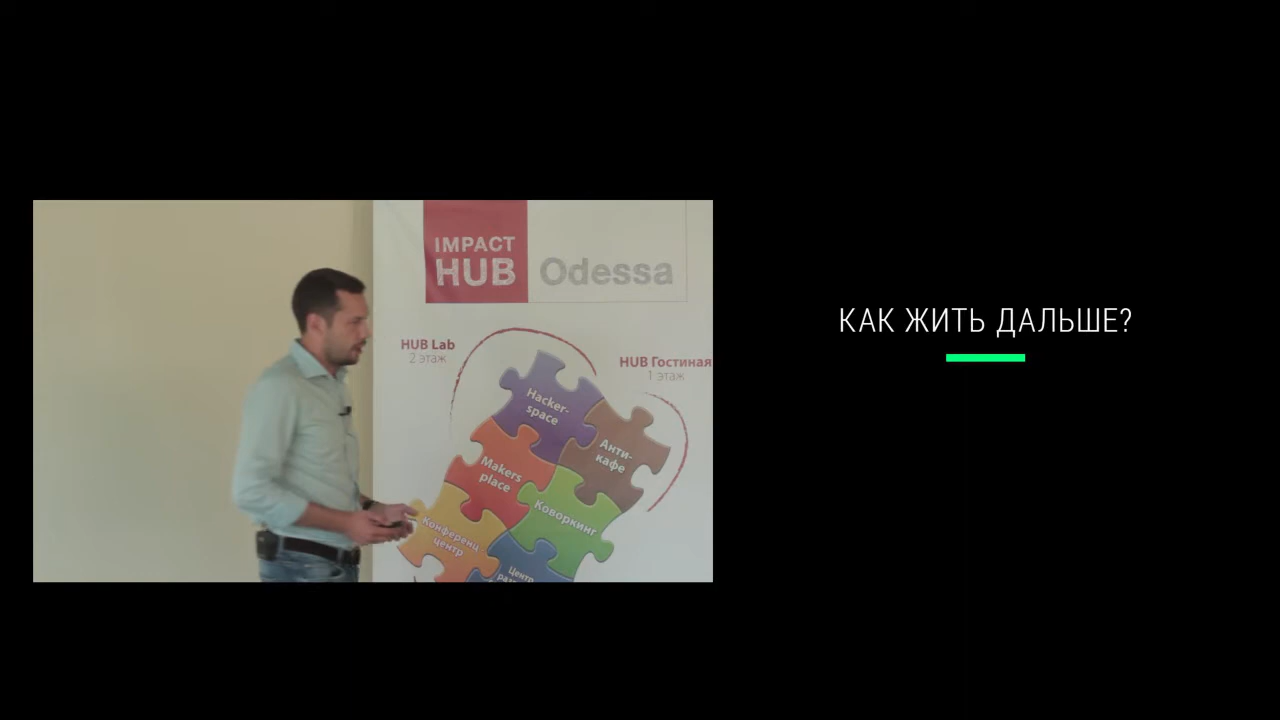 IMPACT
HUB Odessa
HUB Lab
2 этаж
HUB Гостиная
1 этаж
Hacker-
space
Анти-
кафе
Makers
place
Коворкинг
Конференц
центр
Центр
КАК ЖИТЬ ДАЛЬШЕ?